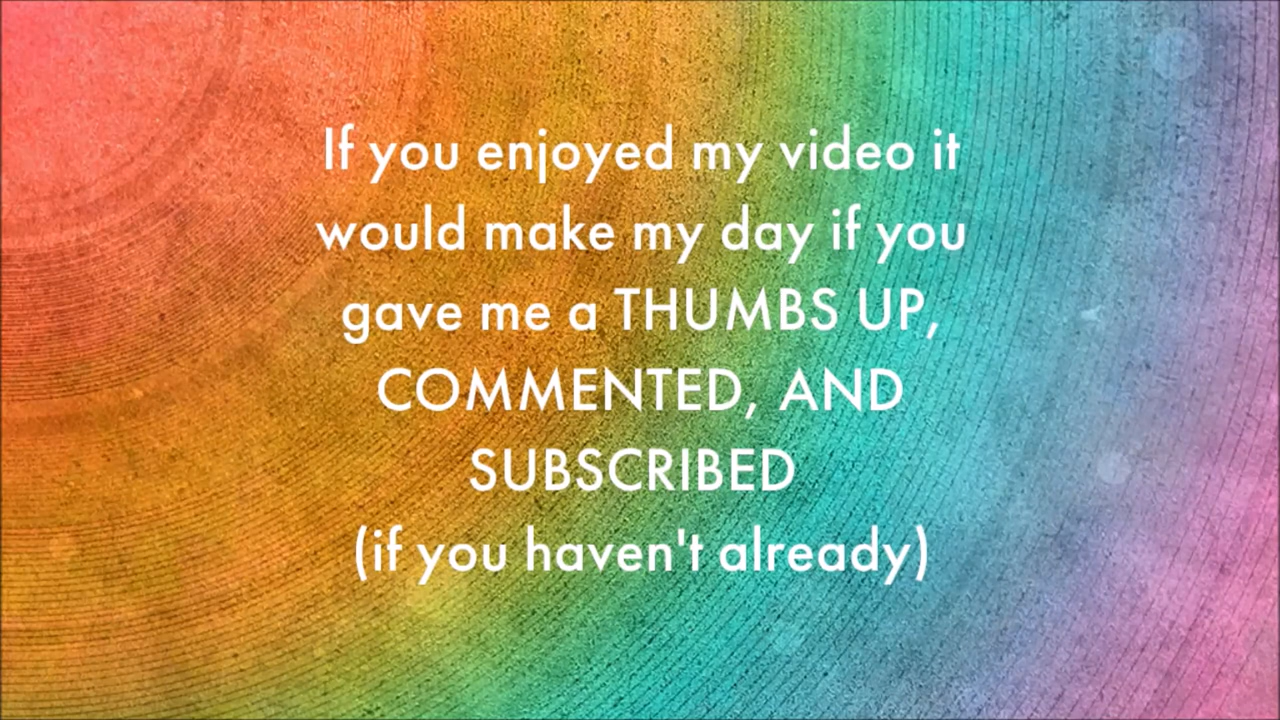 If you enjoyed my video it
would make my day if you
gave me a THUMBS UP,
COMMENTED, AND
SUBSCRIBED
(if you haven't already)